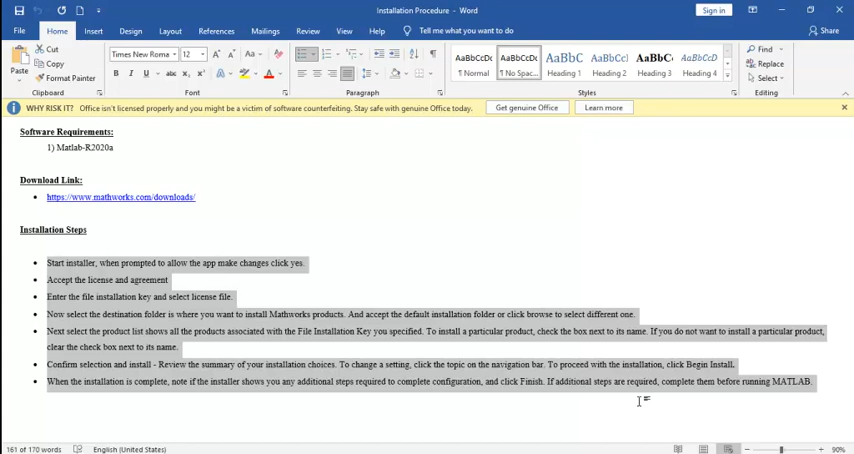 Installation Procedure - Word
Sign in
File Home Insert Design Layout References Mailings Review View Help Tell me what you want to do Share
Paste Cut Copy Format Painter
Times New Roma 12
AaBbCcDc AaBbCcDc AaBbC AaBbCcI AaBbC AaBbCcD
¶ Normal ¶ No Spac... Heading 1 Heading 2 Heading 3 Heading 4
Find Replace Select
Clipboard Font Paragraph Styles Editing
WHY RISK IT? Office isn't licensed properly and you might be a victim of software counterfeiting. Stay safe with genuine Office today. Get genuine Office Learn more
Software Requirements:
1) Matlab-R2020a
Download Link:
• https://www.mathworks.com/downloads/
Installation Steps
• Start installer, when prompted to allow the app make changes click yes.
• Accept the license and agreement
• Enter the file installation key and select license file.
• Now select the destination folder is where you want to install Mathworks products. And accept the default installation folder or click browse to select different one.
• Next select the product list shows all the products associated with the File Installation Key you specified. To install a particular product, check the box next to its name. If you do not want to install a particular product,
clear the check box next to its name.
• Confirm selection and install - Review the summary of your installation choices. To change a setting, click the topic on the navigation bar. To proceed with the installation, click Begin Install.
• When the installation is complete, note if the installer shows you any additional steps required to complete configuration, and click Finish. If additional steps are required, complete them before running MATLAB.
161 of 170 words English (United States) 90%